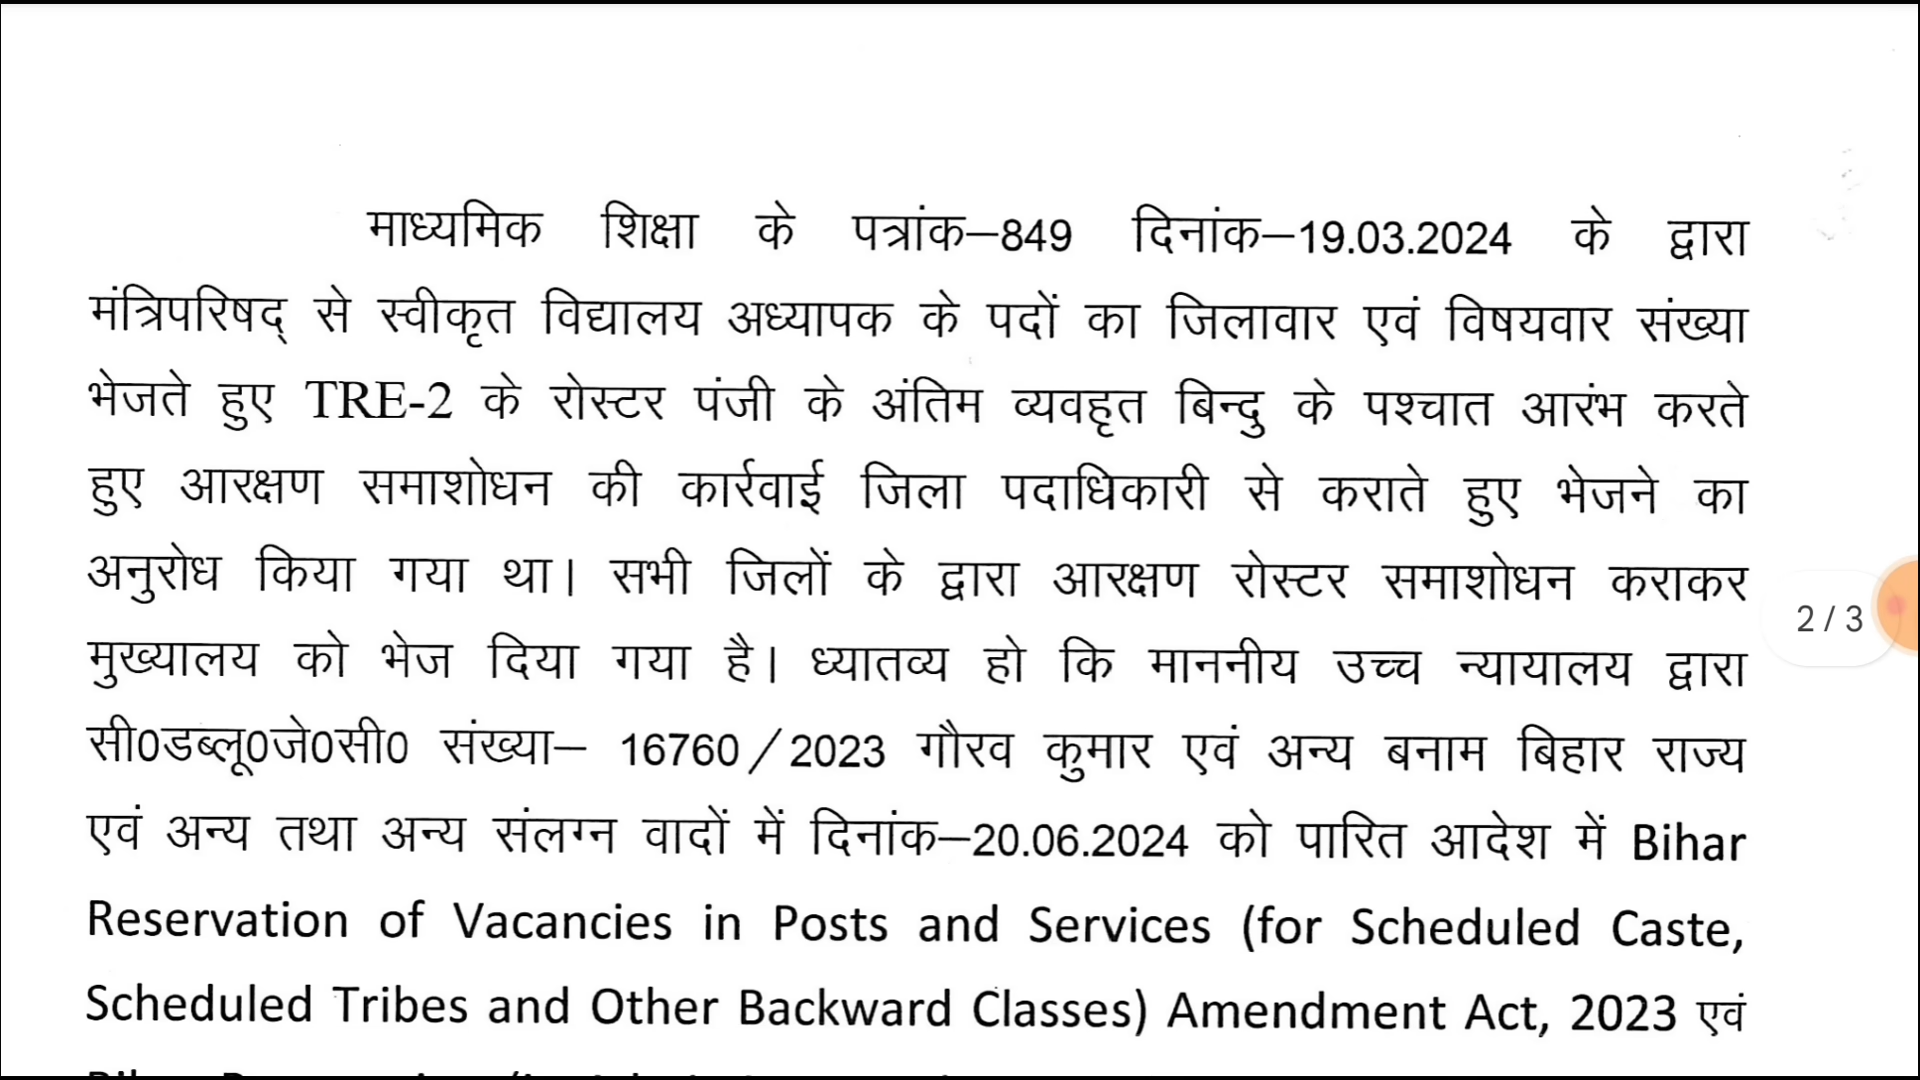 माध्यमिक शिक्षा के पत्रांक–849 दिनांक–19.03.2024 के द्वारा
मंत्रिपरिषद् से स्वीकृत विद्यालय अध्यापक के पदों का जिलावार एवं विषयवार संख्या
भेजते हुए TRE-2 के रोस्टर पंजी के अंतिम व्यवहृत बिन्दु के पश्चात आरंभ करते
हुए आरक्षण समाशोधन की कार्रवाई जिला पदाधिकारी से कराते हुए भेजने का
अनुरोध किया गया था। सभी जिलों के द्वारा आरक्षण रोस्टर समाशोधन कराकर
मुख्यालय को भेज दिया गया है। ध्यातव्य हो कि माननीय उच्च न्यायालय द्वारा
सी0डब्लू0जे0सी0 संख्या– 16760/2023 गौरव कुमार एवं अन्य बनाम बिहार राज्य
एवं अन्य तथा अन्य संलग्न वादों में दिनांक–20.06.2024 को पारित आदेश में Bihar
Reservation of Vacancies in Posts and Services (for Scheduled Caste,
Scheduled Tribes and Other Backward Classes) Amendment Act, 2023 एवं
2/3